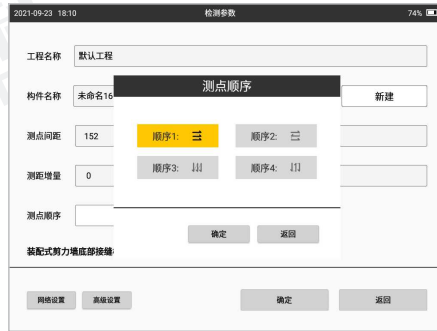 2021-09-23 18:10 检测参数 74%
工程名称 默认工程
构件名称 未命名16 新建
测点间距 152
测距增量 0
测点顺序
装配式剪力墙底部接缝
测点顺序
顺序1: 顺序2:
顺序3: 顺序4:
确定 返回
网络设置 高级设置 确定 返回